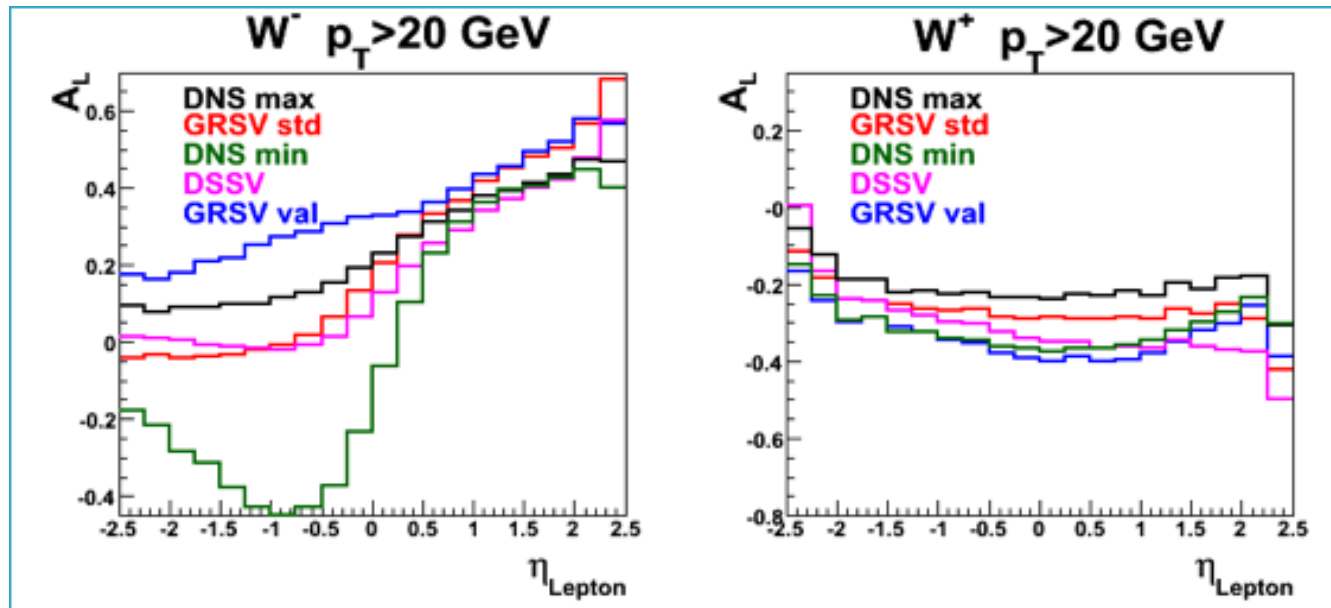 W⁻ p_T>20 GeV
A_L
DNS max
GRSV std
DNS min
DSSV
GRSV val
0.6
0.4
0.2
0
-0.2
-0.4
-2.5 -2 -1.5 -1 -0.5 0 0.5 1 1.5 2 2.5
η_Lepton
W⁺ p_T>20 GeV
A_L
DNS max
GRSV std
DNS min
DSSV
GRSV val
0.2
-0
-0.2
-0.4
-0.6
-0.8
-2.5 -2 -1.5 -1 -0.5 0 0.5 1 1.5 2 2.5
η_Lepton